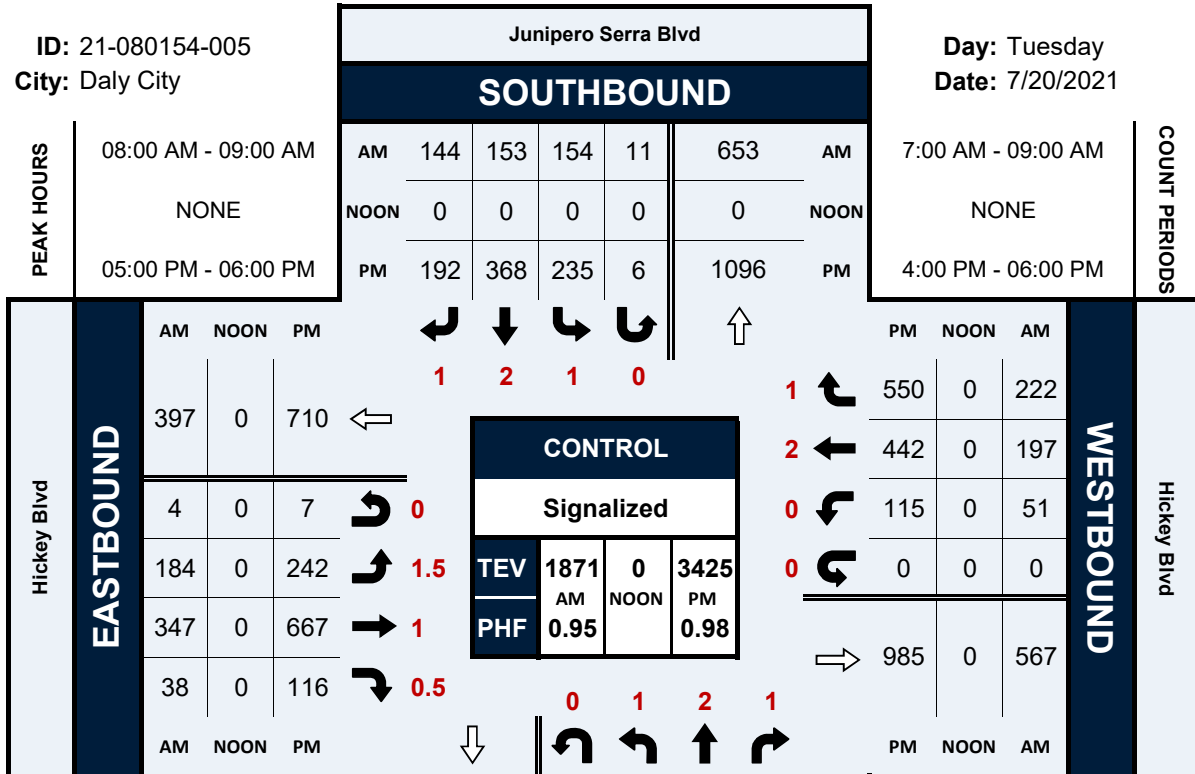 ID: 21-080154-005
City: Daly City
Junipero Serra Blvd
SOUTHBOUND
Day: Tuesday
Date: 7/20/2021
PEAK HOURS
08:00 AM - 09:00 AM
NONE
05:00 PM - 06:00 PM
AM 144 153 154 11 653 AM
NOON 0 0 0 0 0 NOON
PM 192 368 235 6 1096 PM
7:00 AM - 09:00 AM
NONE
4:00 PM - 06:00 PM
COUNT PERIODS
1 2 1 0
Hickey Blvd
EASTBOUND
AM NOON PM
397 0 710
4 0 7 0
184 0 242 1.5
347 0 667 1
38 0 116 0.5
AM NOON PM
CONTROL
Signalized
TEV 1871 0 3425
AM NOON PM
PHF 0.95 0.98
PM NOON AM
1 550 0 222
2 442 0 197
0 115 0 51
0 0 0 0
985 0 567
PM NOON AM
WESTBOUND
Hickey Blvd
0 1 2 1